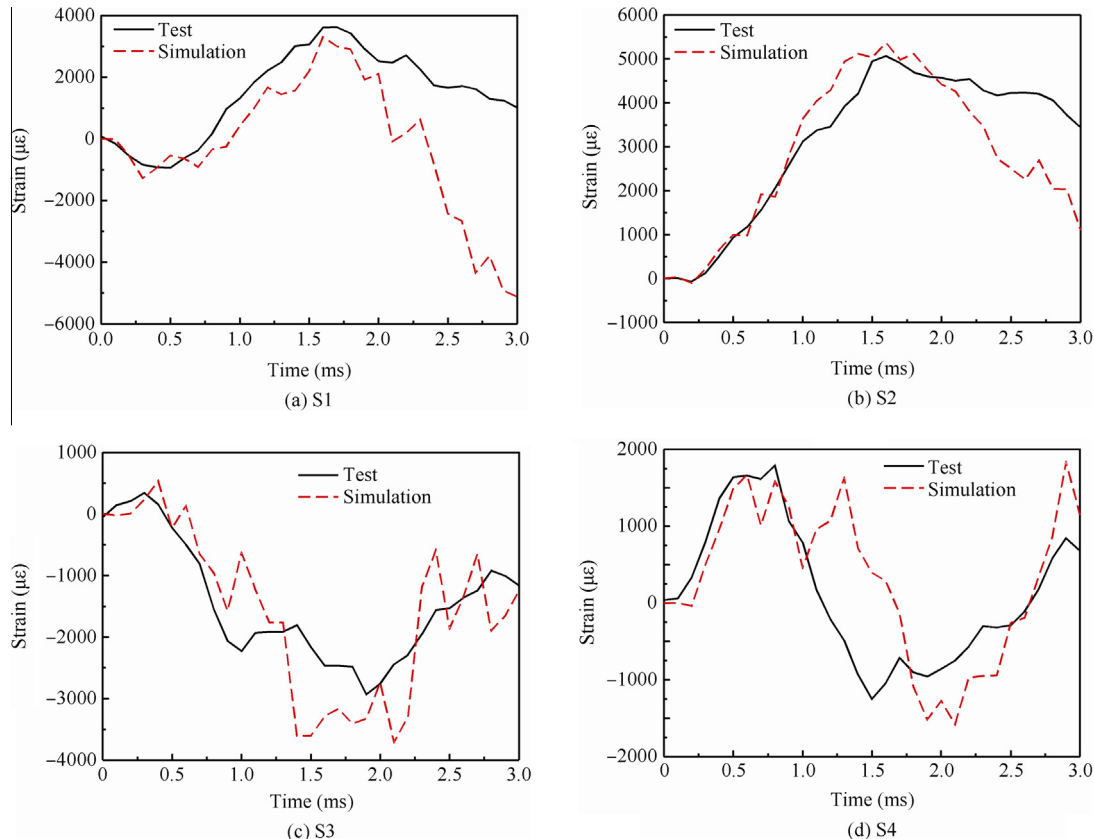 4000
2000
0
−2000
−4000
−6000
Strain (με)
Test
Simulation
0.0 0.5 1.0 1.5 2.0 2.5 3.0
Time (ms)
(a) S1
6000
5000
4000
3000
2000
1000
0
−1000
Strain (με)
Test
Simulation
0 0.5 1.0 1.5 2.0 2.5 3.0
Time (ms)
(b) S2
1000
0
−1000
−2000
−3000
−4000
Strain (με)
Test
Simulation
0 0.5 1.0 1.5 2.0 2.5 3.0
Time (ms)
(c) S3
2000
1000
0
−1000
−2000
Strain (με)
Test
Simulation
0 0.5 1.0 1.5 2.0 2.5 3.0
Time (ms)
(d) S4